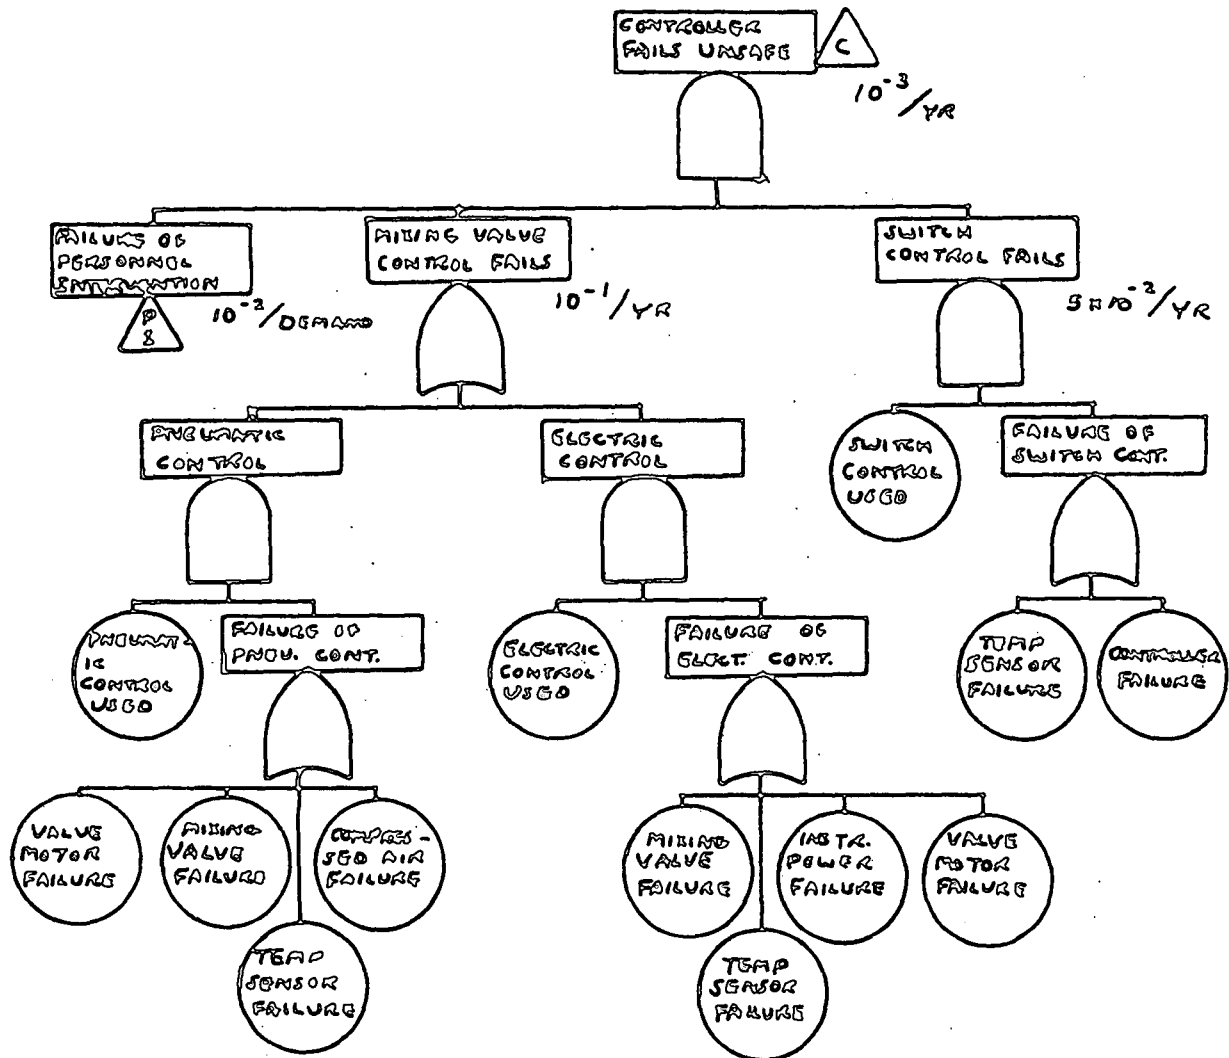 CONTROLLER
FAILS UNSAFE
C
10⁻³/YR
FAILURE OF
PERSONNEL
10⁻²/DEMAND
P
MIXING VALVE
CONTROL FAILS
10⁻¹/YR
SWITCH
CONTROL FAILS
/YR
PNEUMATIC
CONTROL
ELECTRIC
CONTROL
SWITCH
CONTROL
USED
FAILURE OF
SWITCH CONT.
PNEUMAT-
IC
CONTROL
USED
FAILURE OF
PNEU. CONT.
ELECTRIC
CONTROL
USED
FAILURE OF
ELECT. CONT.
TEMP
SENSOR
FAILURE
CONTROLLER
FAILURE
VALVE
MOTOR
FAILURE
MIXING
VALVE
FAILURE
COMPRES-
SED AIR
FAILURE
TEMP
SENSOR
FAILURE
MIXING
VALVE
FAILURE
INSTR.
POWER
FAILURE
VALVE
MOTOR
FAILURE
TEMP
SENSOR
FAILURE